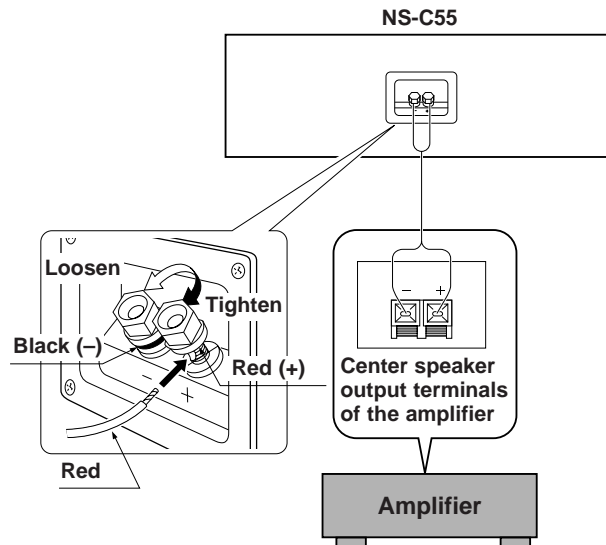 NS-C55
– +
Loosen
Tighten
Black (–)
Red (+)
– +
Red
– +
Center speaker
output terminals
of the amplifier
Amplifier